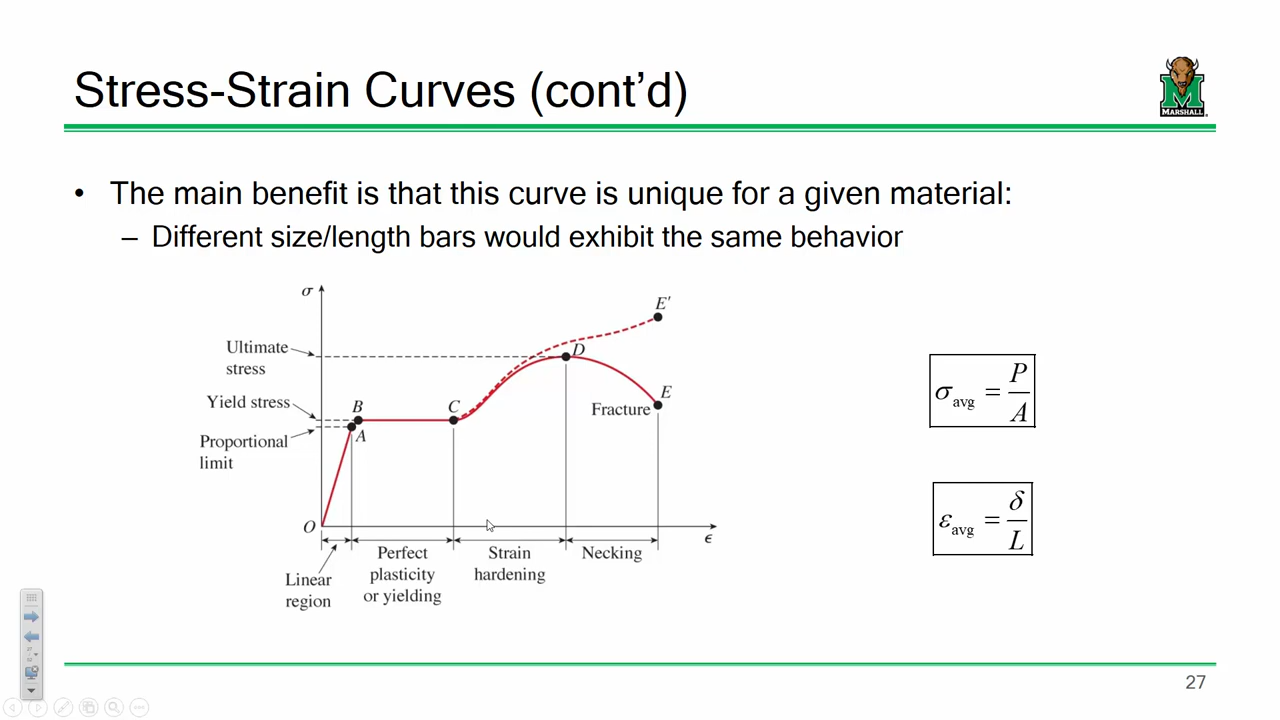 Stress-Strain Curves (cont’d)
MARSHALL
• The main benefit is that this curve is unique for a given material:
– Different size/length bars would exhibit the same behavior
σ
E'
Ultimate
stress
D
Yield stress
B
C
E
Fracture
A
Proportional
limit
O
ϵ
Linear
region
Perfect
plasticity
or yielding
Strain
hardening
Necking
σavg = P/A
εavg = δ/L
27